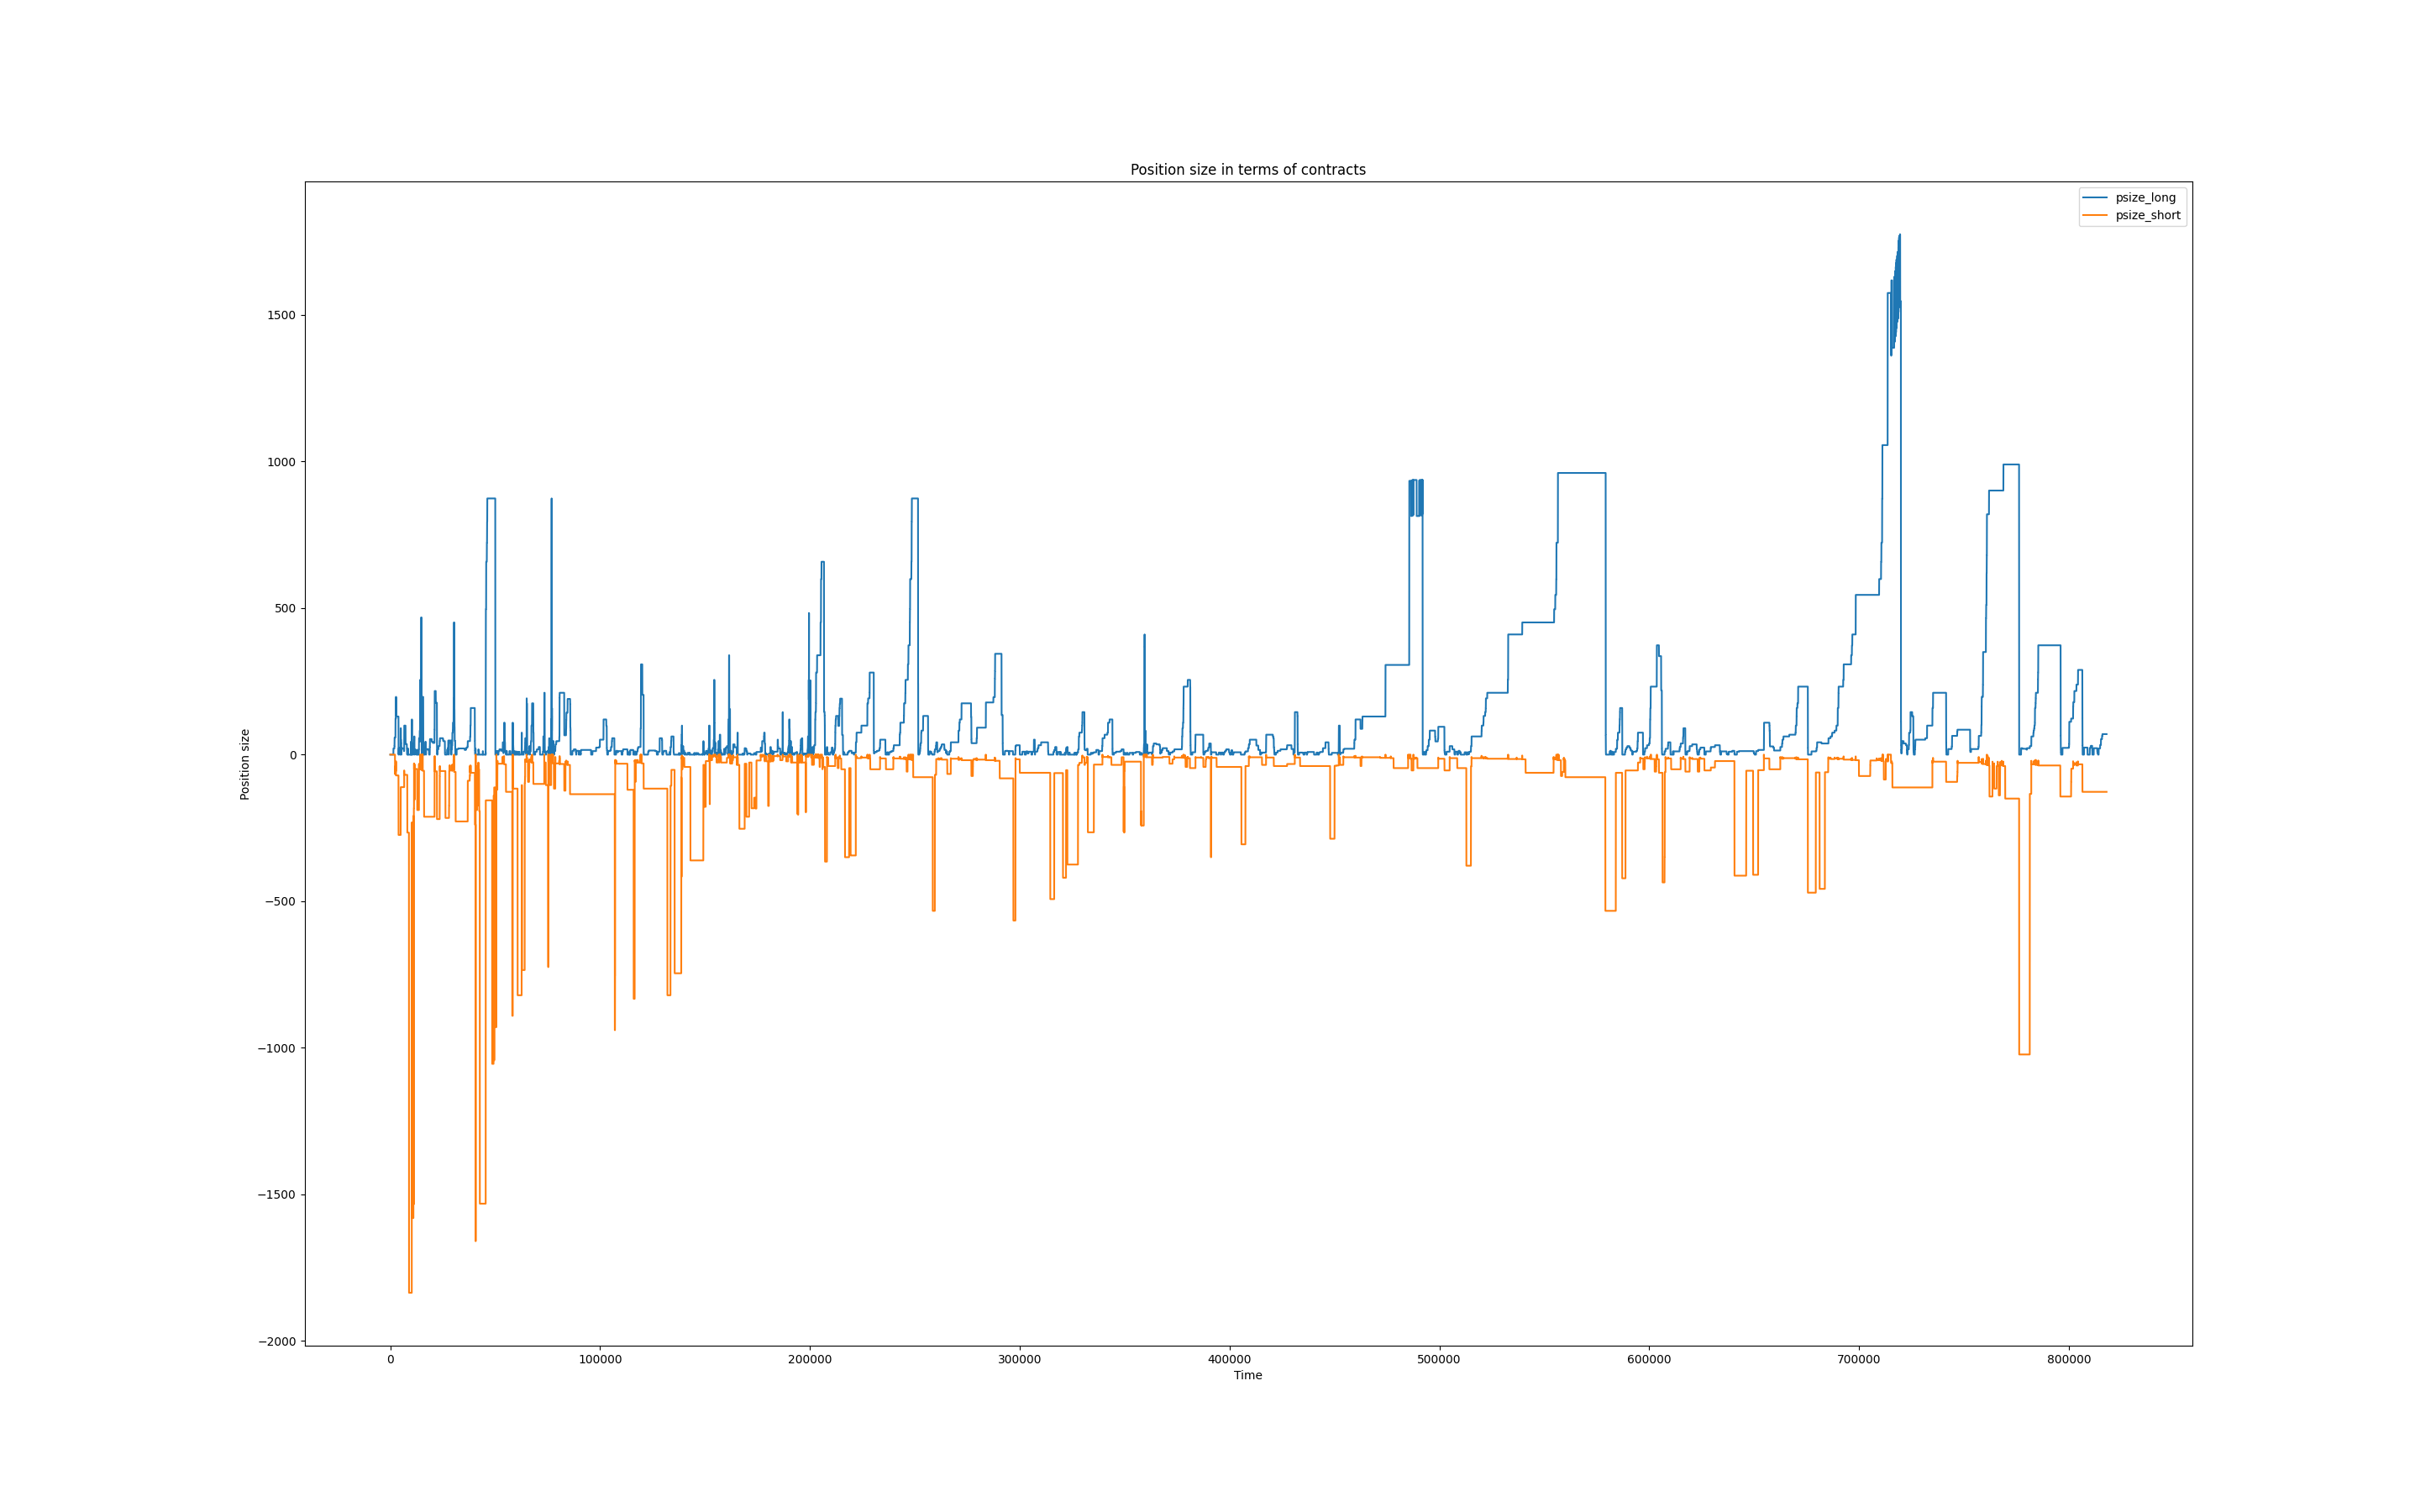 Position size in terms of contracts
psize_long
psize_short
Position size
1500
1000
500
0
−500
−1000
−1500
−2000
0 100000 200000 300000 400000 500000 600000 700000 800000
Time